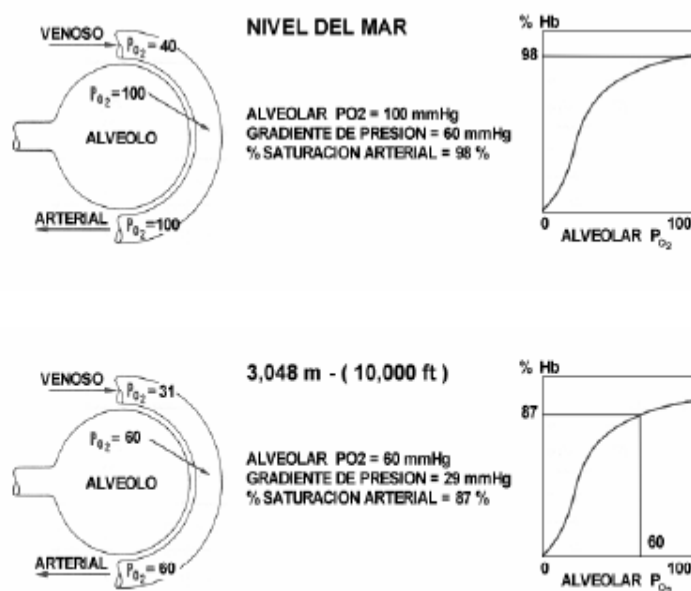 NIVEL DEL MAR
VENOSO
PO2 = 40
PO2 = 100
ALVEOLO
ARTERIAL
PO2 = 100
ALVEOLAR PO2 = 100 mmHg
GRADIENTE DE PRESION = 60 mmHg
% SATURACION ARTERIAL = 98 %
% Hb
98
0
100
ALVEOLAR PO2
3,048 m - ( 10,000 ft )
VENOSO
PO2 = 31
PO2 = 60
ALVEOLO
ARTERIAL
PO2 = 60
ALVEOLAR PO2 = 60 mmHg
GRADIENTE DE PRESION = 29 mmHg
% SATURACION ARTERIAL = 87 %
% Hb
87
60
0
100
ALVEOLAR PO2